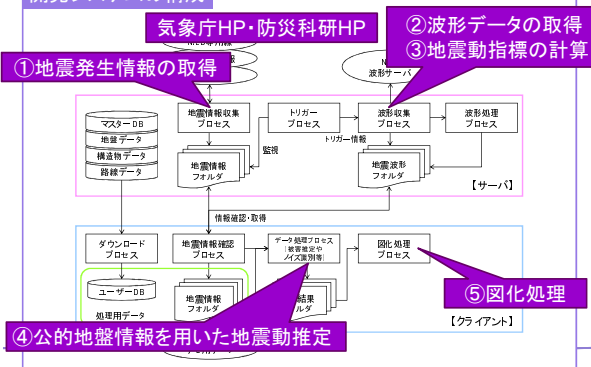 気象庁HP・防災科研HP
②波形データの取得
③地震動指標の計算
①地震発生情報の取得
波形サーバ
マスターDB
地盤データ
構造物データ
路線データ
地震情報収集
プロセス
トリガー
プロセス
波形収集
プロセス
波形処理
プロセス
監視
トリガー情報
地震情報
フォルダ
地震波形
フォルダ
【サーバ】
情報確認・取得
ダウンロード
プロセス
地震情報確認
プロセス
データ処理プロセス
[被害推定や
ノイズ識別等]
図化処理
プロセス
ユーザーDB
処理用データ
地震情報
フォルダ
結果
ルダ
⑤図化処理
【クライアント】
④公的地盤情報を用いた地震動推定